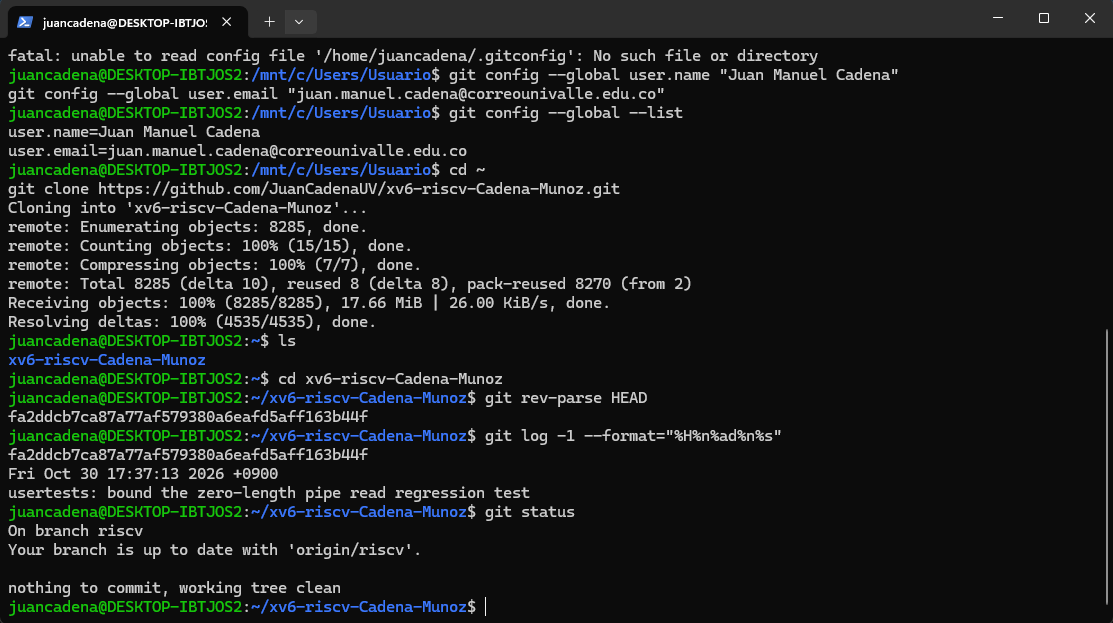 juancadena@DESKTOP-IBTJOS
fatal: unable to read config file '/home/juancadena/.gitconfig': No such file or directory
juancadena@DESKTOP-IBTJOS2:/mnt/c/Users/Usuario$ git config --global user.name "Juan Manuel Cadena"
git config --global user.email "juan.manuel.cadena@correounivalle.edu.co"
juancadena@DESKTOP-IBTJOS2:/mnt/c/Users/Usuario$ git config --global --list
user.name=Juan Manuel Cadena
user.email=juan.manuel.cadena@correounivalle.edu.co
juancadena@DESKTOP-IBTJOS2:/mnt/c/Users/Usuario$ cd ~
git clone https://github.com/JuanCadenaUV/xv6-riscv-Cadena-Munoz.git
Cloning into 'xv6-riscv-Cadena-Munoz'...
remote: Enumerating objects: 8285, done.
remote: Counting objects: 100% (15/15), done.
remote: Compressing objects: 100% (7/7), done.
remote: Total 8285 (delta 10), reused 8 (delta 8), pack-reused 8270 (from 2)
Receiving objects: 100% (8285/8285), 17.66 MiB | 26.00 KiB/s, done.
Resolving deltas: 100% (4535/4535), done.
juancadena@DESKTOP-IBTJOS2:~$ ls
xv6-riscv-Cadena-Munoz
juancadena@DESKTOP-IBTJOS2:~$ cd xv6-riscv-Cadena-Munoz
juancadena@DESKTOP-IBTJOS2:~/xv6-riscv-Cadena-Munoz$ git rev-parse HEAD
fa2ddcb7ca87a77af579380a6eafd5aff163b44f
juancadena@DESKTOP-IBTJOS2:~/xv6-riscv-Cadena-Munoz$ git log -1 --format="%H%n%ad%n%s"
fa2ddcb7ca87a77af579380a6eafd5aff163b44f
Fri Oct 30 17:37:13 2026 +0900
usertests: bound the zero-length pipe read regression test
juancadena@DESKTOP-IBTJOS2:~/xv6-riscv-Cadena-Munoz$ git status
On branch riscv
Your branch is up to date with 'origin/riscv'.
nothing to commit, working tree clean
juancadena@DESKTOP-IBTJOS2:~/xv6-riscv-Cadena-Munoz$